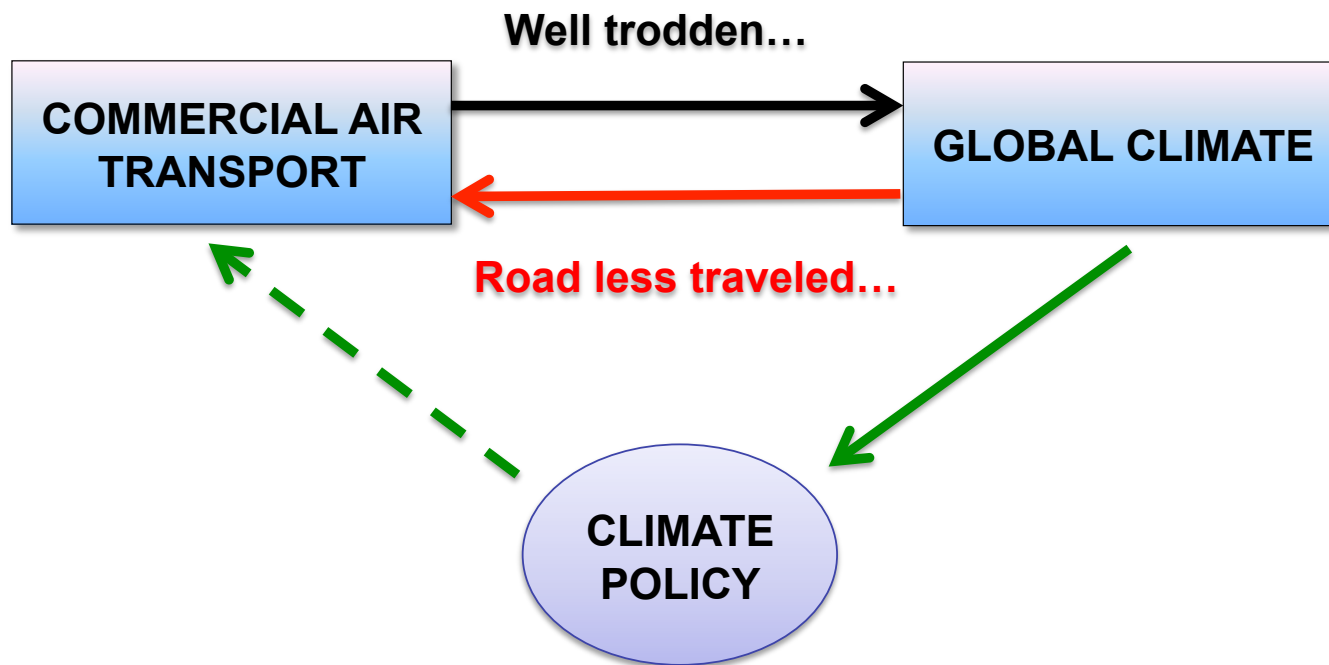 Well trodden…
COMMERCIAL AIR
TRANSPORT
GLOBAL CLIMATE
Road less traveled…
CLIMATE
POLICY